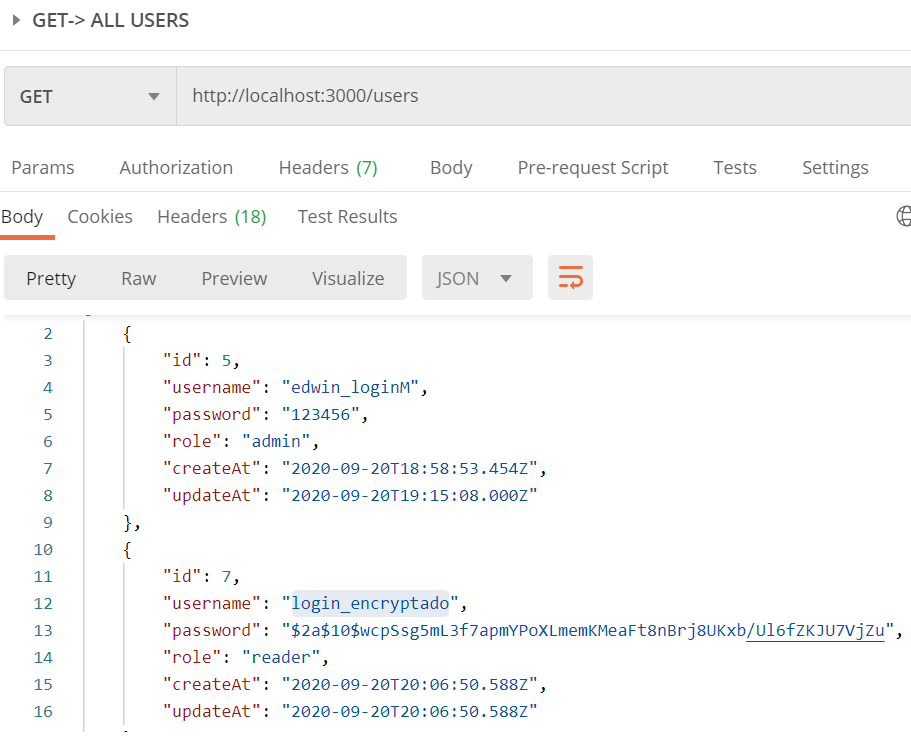 GET-> ALL USERS
GET http://localhost:3000/users
Params Authorization Headers (7) Body Pre-request Script Tests Settings
Body Cookies Headers (18) Test Results
Pretty Raw Preview Visualize JSON
2 {
3 "id": 5,
4 "username": "edwin_loginM",
5 "password": "123456",
6 "role": "admin",
7 "createAt": "2020-09-20T18:58:53.454Z",
8 "updateAt": "2020-09-20T19:15:08.000Z"
9 },
10 {
11 "id": 7,
12 "username": "login_encryptado",
13 "password": "$2a$10$wcpSsg5mL3f7apmYPoXLmemKMeaFt8nBrj8UKxb/Ul6fZKJU7VjZu",
14 "role": "reader",
15 "createAt": "2020-09-20T20:06:50.588Z",
16 "updateAt": "2020-09-20T20:06:50.588Z"